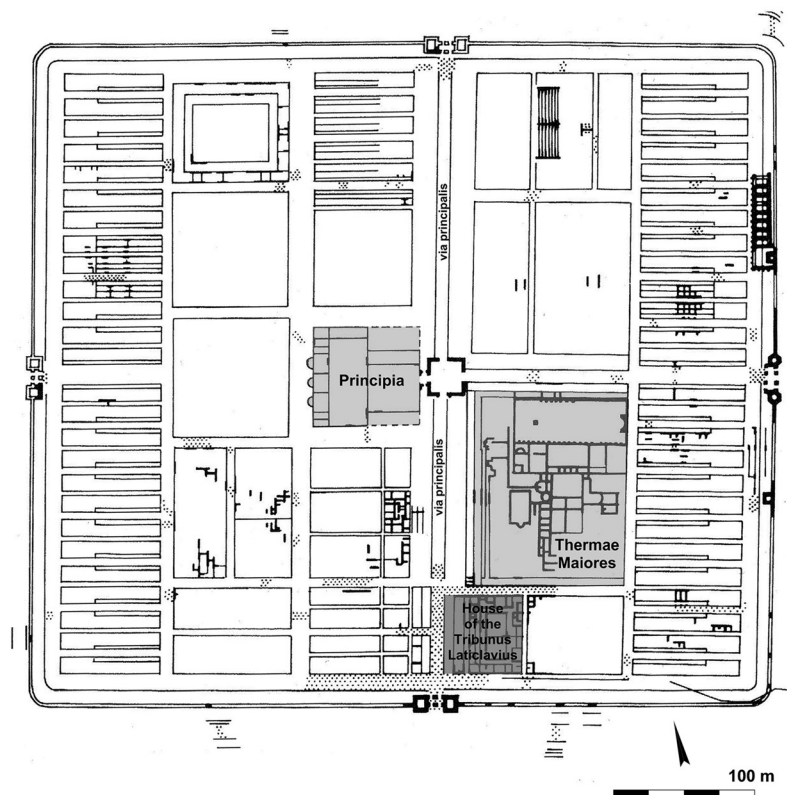 via principalis
Principia
via principalis
Thermae
Maiores
House
of the
Tribunus
Laticlavius
100 m